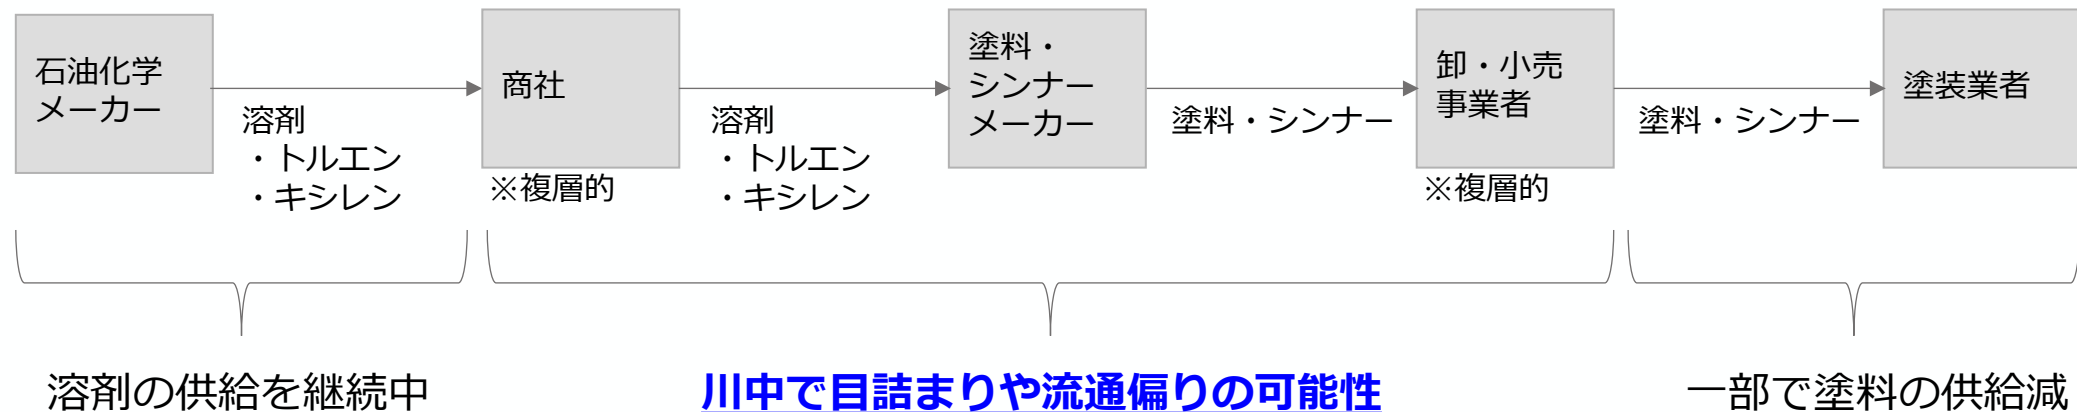 石油化学
メーカー
溶剤
・トルエン
・キシレン
商社
※複層的
溶剤
・トルエン
・キシレン
塗料・
シンナー
メーカー
塗料・シンナー
卸・小売
事業者
※複層的
塗料・シンナー
塗装業者
溶剤の供給を継続中
川中で目詰まりや流通偏りの可能性
一部で塗料の供給減